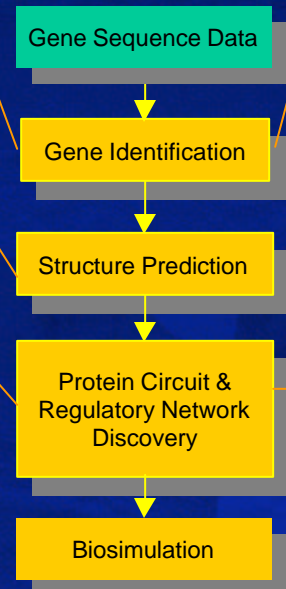 Gene Sequence Data
Gene Identification
Structure Prediction
Protein Circuit &
Regulatory Network
Discovery
Biosimulation